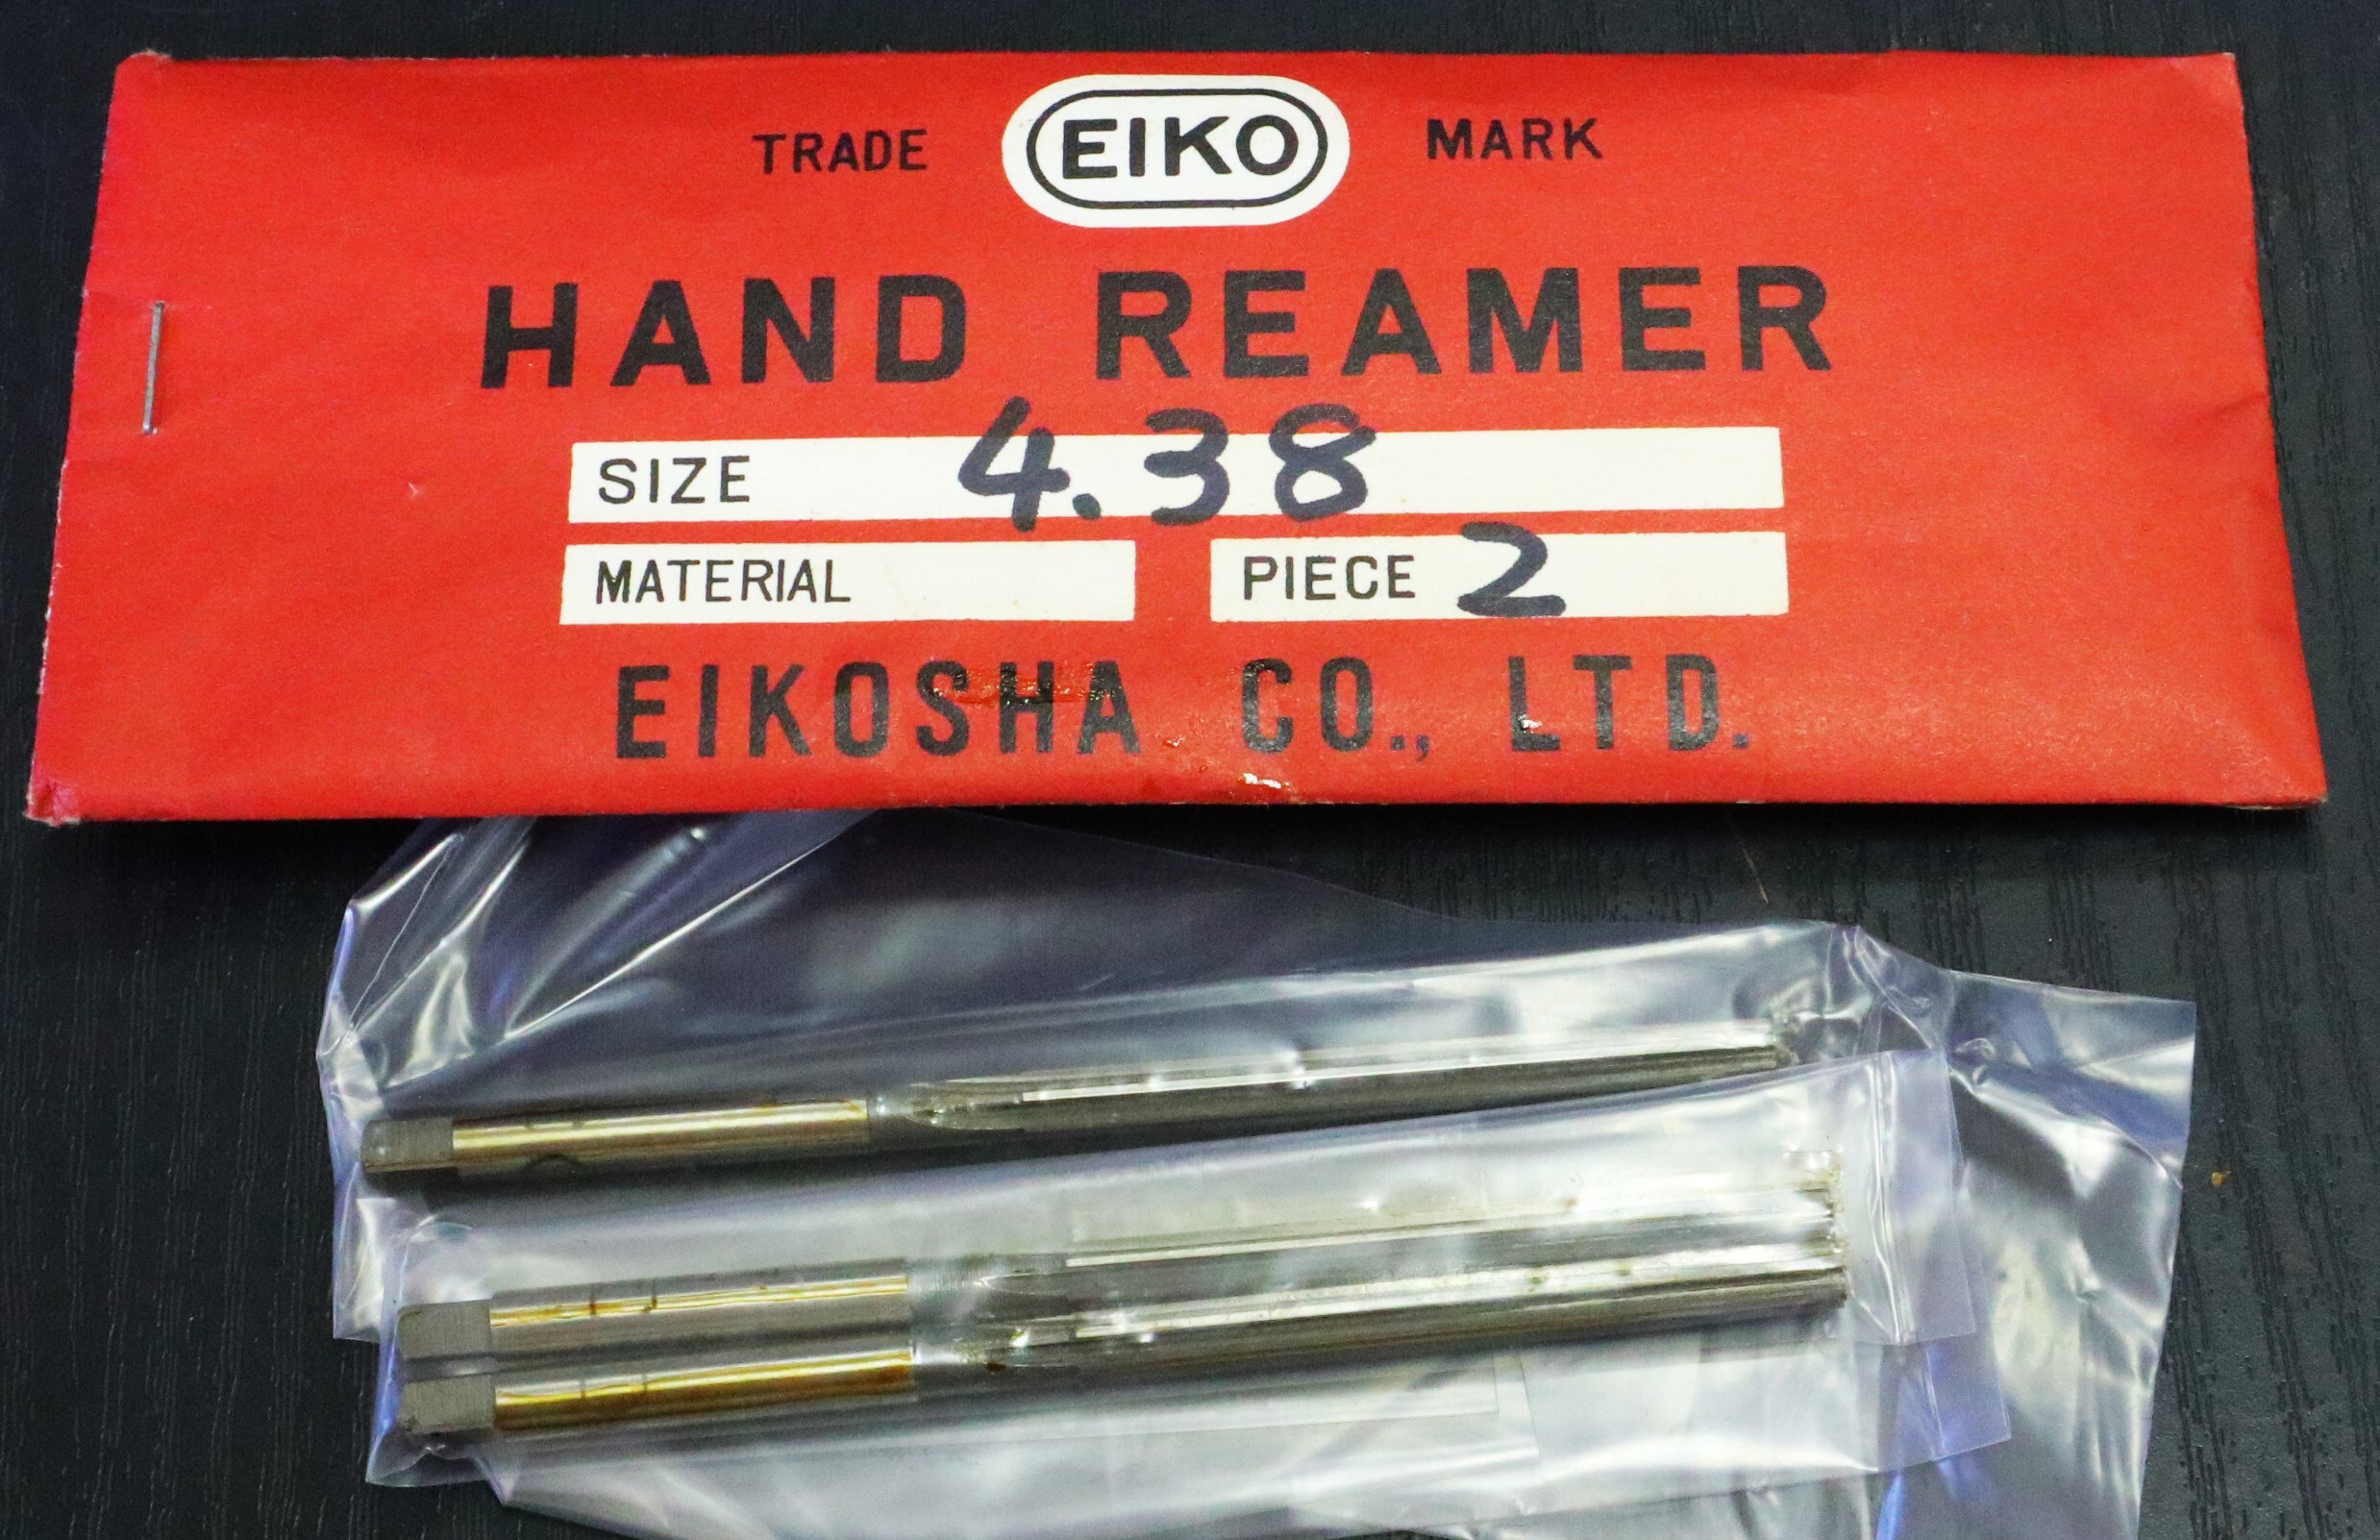 TRADE EIKO MARK
HAND REAMER
SIZE 4.38
MATERIAL PIECE 2
EIKOSHA CO., LTD.